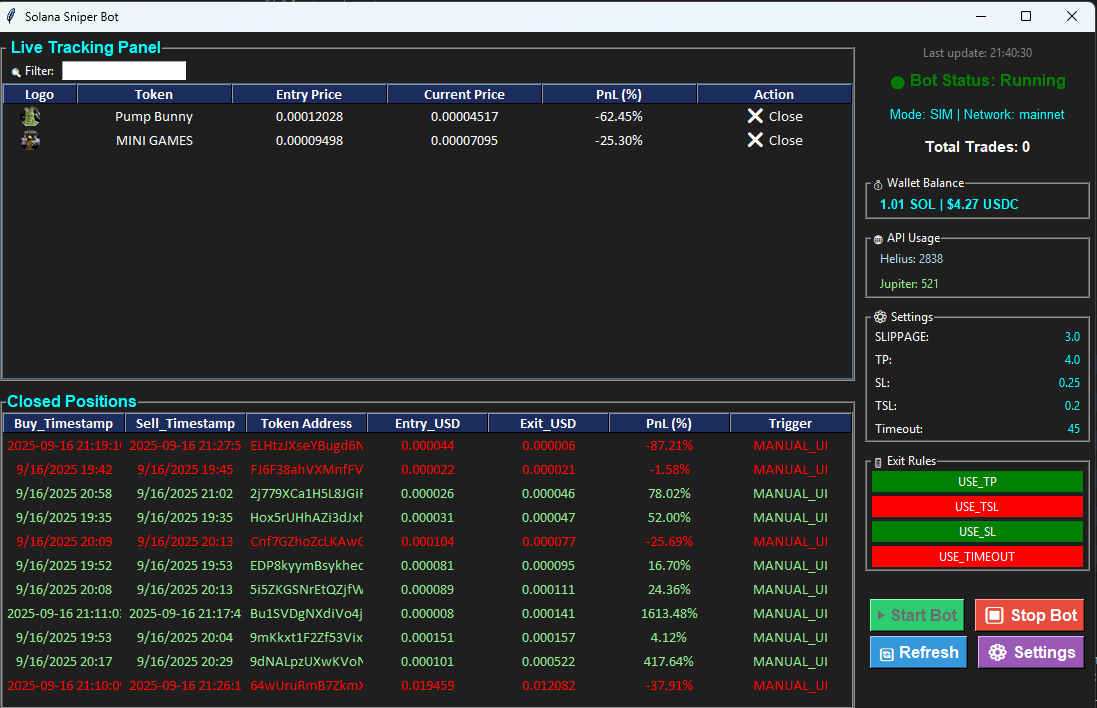 Solana Sniper Bot
Live Tracking Panel
Filter:
Logo Token Entry Price Current Price PnL (%) Action
Pump Bunny 0.00012028 0.00004517 -62.45% Close
MINI GAMES 0.00009498 0.00007095 -25.30% Close
Closed Positions
Buy_Timestamp Sell_Timestamp Token Address Entry_USD Exit_USD PnL (%) Trigger
2025-09-16 21:19:10 2025-09-16 21:27:5 ELHtzJXseYBugd6N 0.000044 0.000006 -87.21% MANUAL_UI
9/16/2025 19:42 9/16/2025 19:45 FJ6F38ahVXMnfFV 0.000022 0.000021 -1.58% MANUAL_UI
9/16/2025 20:58 9/16/2025 21:02 2j779XCa1H5L8JGiF 0.000026 0.000046 78.02% MANUAL_UI
9/16/2025 19:35 9/16/2025 19:35 Hox5rUHhAZi3dJxh 0.000031 0.000047 52.00% MANUAL_UI
9/16/2025 20:09 9/16/2025 20:13 Cnf7GZhoZcLKAwC 0.000104 0.000077 -25.69% MANUAL_UI
9/16/2025 19:52 9/16/2025 19:53 EDP8kyymBsykhec 0.000081 0.000095 16.70% MANUAL_UI
9/16/2025 20:08 9/16/2025 20:13 5i5ZKGSNrEtQZjfW 0.000089 0.000111 24.36% MANUAL_UI
2025-09-16 21:11:0 2025-09-16 21:17:4 Bu1SVDgNXdiVo4j 0.000008 0.000141 1613.48% MANUAL_UI
9/16/2025 19:53 9/16/2025 20:04 9mKkxt1F2Zf53Vix 0.000151 0.000157 4.12% MANUAL_UI
9/16/2025 20:17 9/16/2025 20:29 9dNALpzUXwKVoN 0.000101 0.000522 417.64% MANUAL_UI
2025-09-16 21:10:0 2025-09-16 21:26:1 64wUruRmB7ZkmX 0.019459 0.012082 -37.91% MANUAL_UI
Last update: 21:40:30
Bot Status: Running
Mode: SIM | Network: mainnet
Total Trades: 0
Wallet Balance
1.01 SOL | $4.27 USDC
API Usage
Helius: 2838
Jupiter: 521
Settings
SLIPPAGE: 3.0
TP: 4.0
SL: 0.25
TSL: 0.2
Timeout: 45
Exit Rules
USE_TP
USE_TSL
USE_SL
USE_TIMEOUT
Start Bot Stop Bot
Refresh Settings